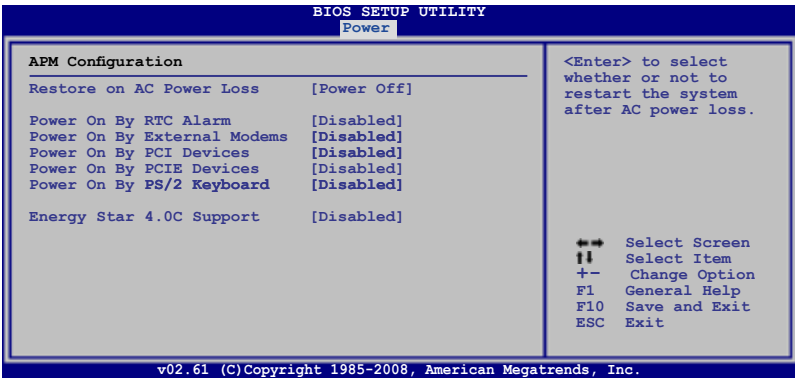 BIOS SETUP UTILITY
Power
APM Configuration
Restore on AC Power Loss [Power Off]
Power On By RTC Alarm [Disabled]
Power On By External Modems [Disabled]
Power On By PCI Devices [Disabled]
Power On By PCIE Devices [Disabled]
Power On By PS/2 Keyboard [Disabled]
Energy Star 4.0C Support [Disabled]
<Enter> to select
whether or not to
restart the system
after AC power loss.
←→ Select Screen
↑↓ Select Item
+- Change Option
F1 General Help
F10 Save and Exit
ESC Exit
v02.61 (C)Copyright 1985-2008, American Megatrends, Inc.